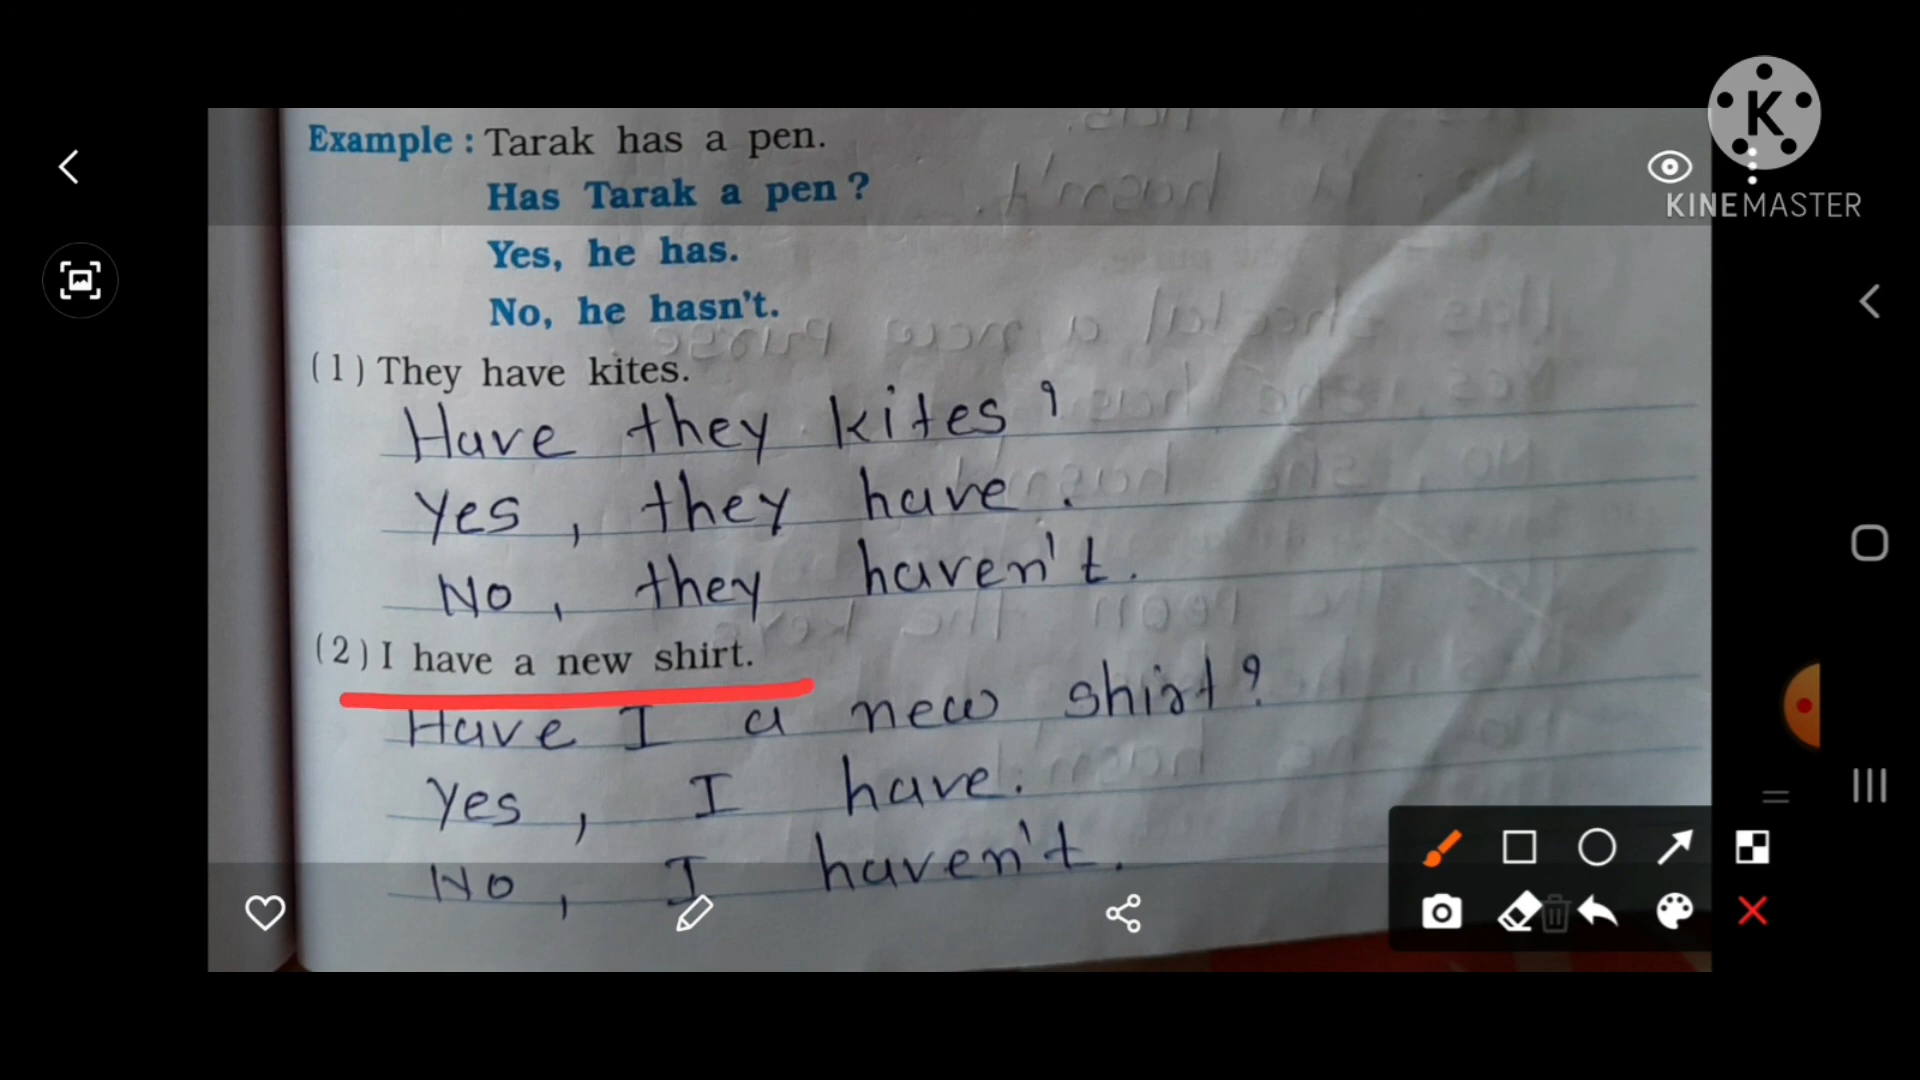 Example : Tarak has a pen.
Has Tarak a pen ?
Yes, he has.
No, he hasn't.
(1) They have kites.
Have they kites ?
Yes , they have .
No , they haven't .
(2) I have a new shirt.
Have I a new shirt ?
Yes , I have .
No , I haven't .
K
KINEMASTER